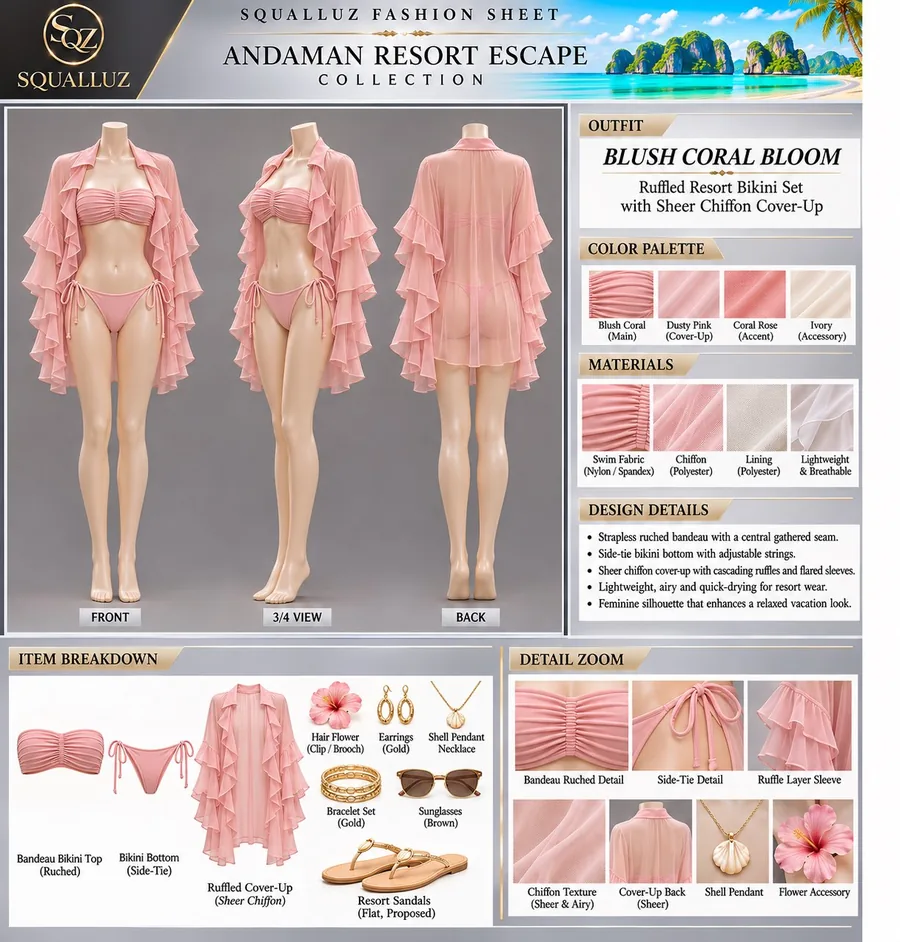 SQZ
SQUALLUZ
SQUALLUZ FASHION SHEET
ANDAMAN RESORT ESCAPE
COLLECTION
FRONT
3/4 VIEW
BACK
OUTFIT
BLUSH CORAL BLOOM
Ruffled Resort Bikini Set
with Sheer Chiffon Cover-Up
COLOR PALETTE
Blush Coral
(Main)
Dusty Pink
(Cover-Up)
Coral Rose
(Accent)
Ivory
(Accessory)
MATERIALS
Swim Fabric
(Nylon / Spandex)
Chiffon
(Polyester)
Lining
(Polyester)
Lightweight
& Breathable
DESIGN DETAILS
• Strapless ruched bandeau with a central gathered seam.
• Side-tie bikini bottom with adjustable strings.
• Sheer chiffon cover-up with cascading ruffles and flared sleeves.
• Lightweight, airy and quick-drying for resort wear.
• Feminine silhouette that enhances a relaxed vacation look.
ITEM BREAKDOWN
Bandeau Bikini Top
(Ruched)
Bikini Bottom
(Side-Tie)
Ruffled Cover-Up
(Sheer Chiffon)
Hair Flower
(Clip / Brooch)
Earrings
(Gold)
Shell Pendant
Necklace
Bracelet Set
(Gold)
Sunglasses
(Brown)
Resort Sandals
(Flat, Proposed)
DETAIL ZOOM
Bandeau Ruched Detail
Side-Tie Detail
Ruffle Layer Sleeve
Chiffon Texture
(Sheer & Airy)
Cover-Up Back
(Sheer)
Shell Pendant
Flower Accessory